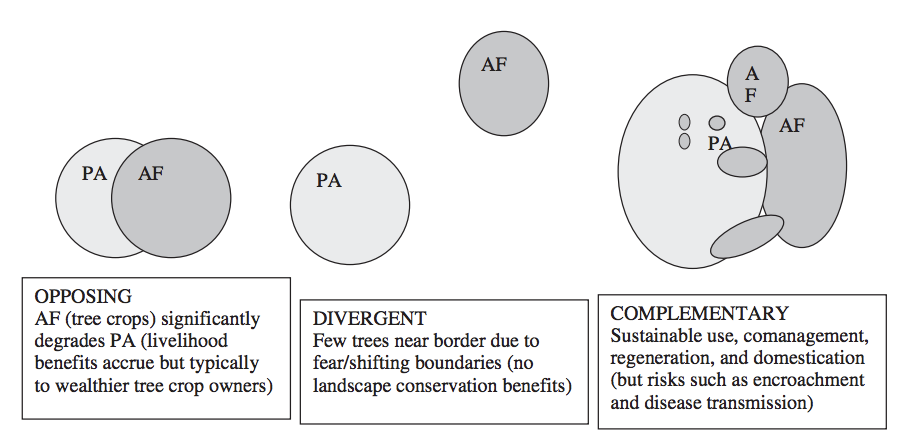 PA
AF
PA
AF
A
F
AF
PA
OPPOSING
AF (tree crops) significantly
degrades PA (livelihood
benefits accrue but typically
to wealthier tree crop owners)
DIVERGENT
Few trees near border due to
fear/shifting boundaries (no
landscape conservation benefits)
COMPLEMENTARY
Sustainable use, comanagement,
regeneration, and domestication
(but risks such as encroachment
and disease transmission)